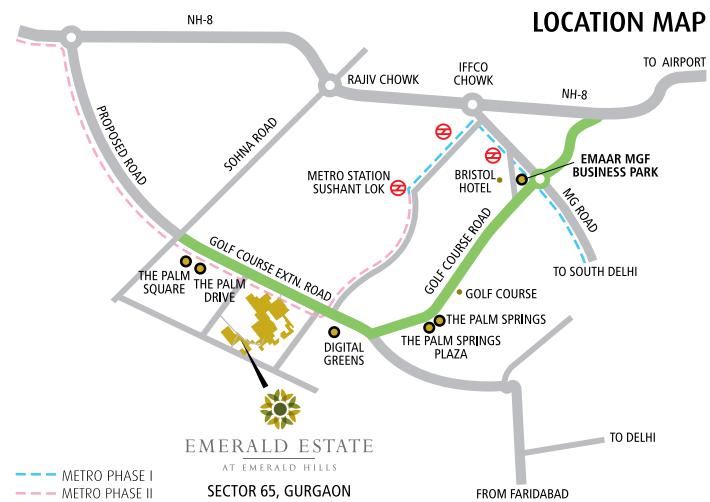 LOCATION MAP
NH-8
TO AIRPORT
IFFCO
CHOWK
RAJIV CHOWK
NH-8
PROPOSED ROAD
SOHNA ROAD
METRO STATION
SUSHANT LOK
BRISTOL
HOTEL
EMAAR MGF
BUSINESS PARK
MG ROAD
GOLF COURSE ROAD
GOLF COURSE EXTN. ROAD
TO SOUTH DELHI
THE PALM
SQUARE
THE PALM
DRIVE
GOLF COURSE
THE PALM SPRINGS
THE PALM SPRINGS
PLAZA
DIGITAL
GREENS
EMERALD ESTATE
AT EMERALD HILLS
SECTOR 65, GURGAON
TO DELHI
FROM FARIDABAD
METRO PHASE I
METRO PHASE II